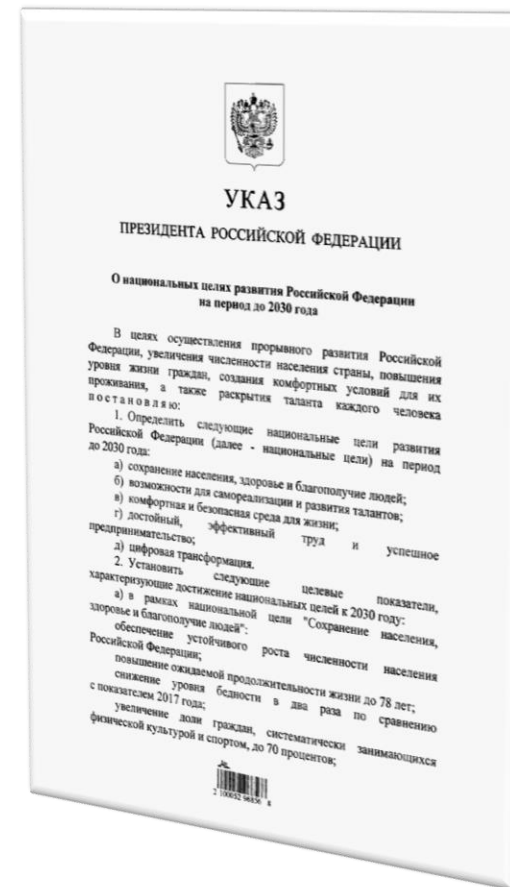 УКАЗ
ПРЕЗИДЕНТА РОССИЙСКОЙ ФЕДЕРАЦИИ
О национальных целях развития Российской Федерации
на период до 2030 года
В целях осуществления прорывного развития Российской
Федерации, увеличения численности населения страны, повышения
уровня жизни граждан, создания комфортных условий для их
проживания, а также раскрытия таланта каждого человека
постановляю:
1. Определить следующие национальные цели развития
Российской Федерации (далее - национальные цели) на период
до 2030 года:
а) сохранение населения, здоровье и благополучие людей;
б) возможности для самореализации и развития талантов;
в) комфортная и безопасная среда для жизни;
г) достойный, эффективный труд и успешное
предпринимательство;
д) цифровая трансформация.
2. Установить следующие целевые показатели,
характеризующие достижение национальных целей к 2030 году:
а) в рамках национальной цели "Сохранение населения,
здоровье и благополучие людей":
обеспечение устойчивого роста численности населения
Российской Федерации;
повышение ожидаемой продолжительности жизни до 78 лет;
снижение уровня бедности в два раза по сравнению
с показателем 2017 года;
увеличение доли граждан, систематически занимающихся
физической культурой и спортом, до 70 процентов;